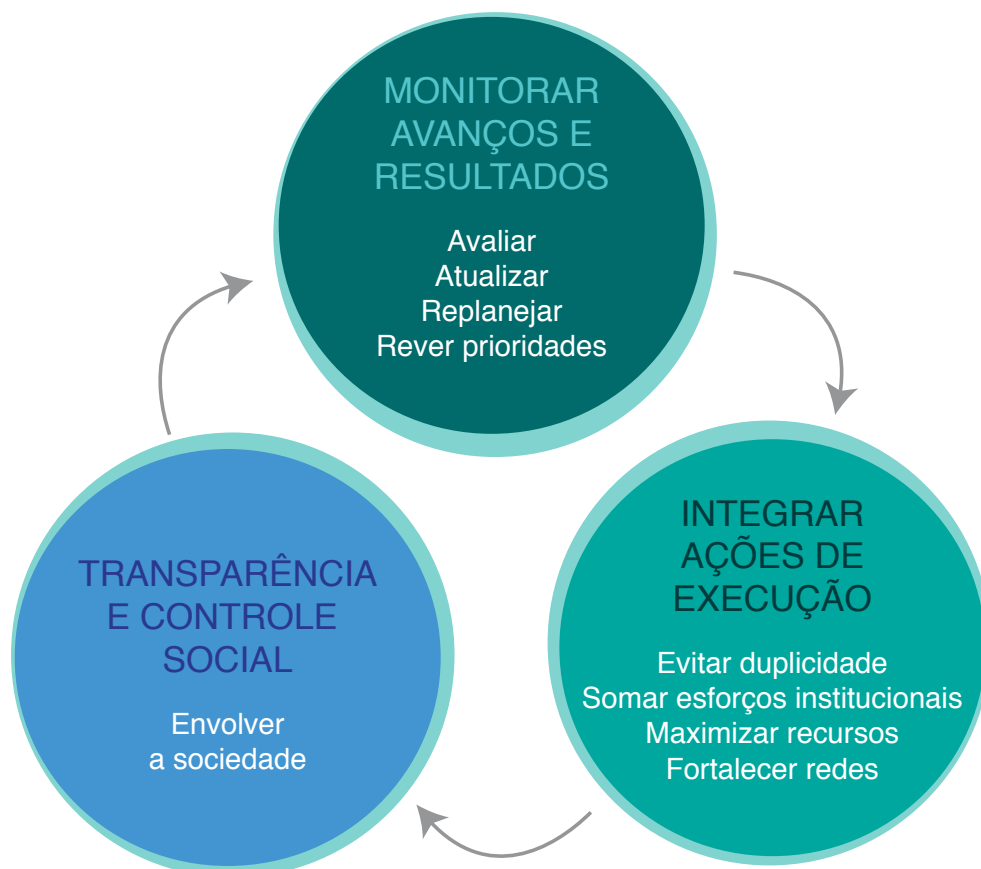 MONITORAR
AVANÇOS E
RESULTADOS
Avaliar
Atualizar
Replanejar
Rever prioridades
INTEGRAR
AÇÕES DE
EXECUÇÃO
Evitar duplicidade
Somar esforços institucionais
Maximizar recursos
Fortalecer redes
TRANSPARÊNCIA
E CONTROLE
SOCIAL
Envolver
a sociedade